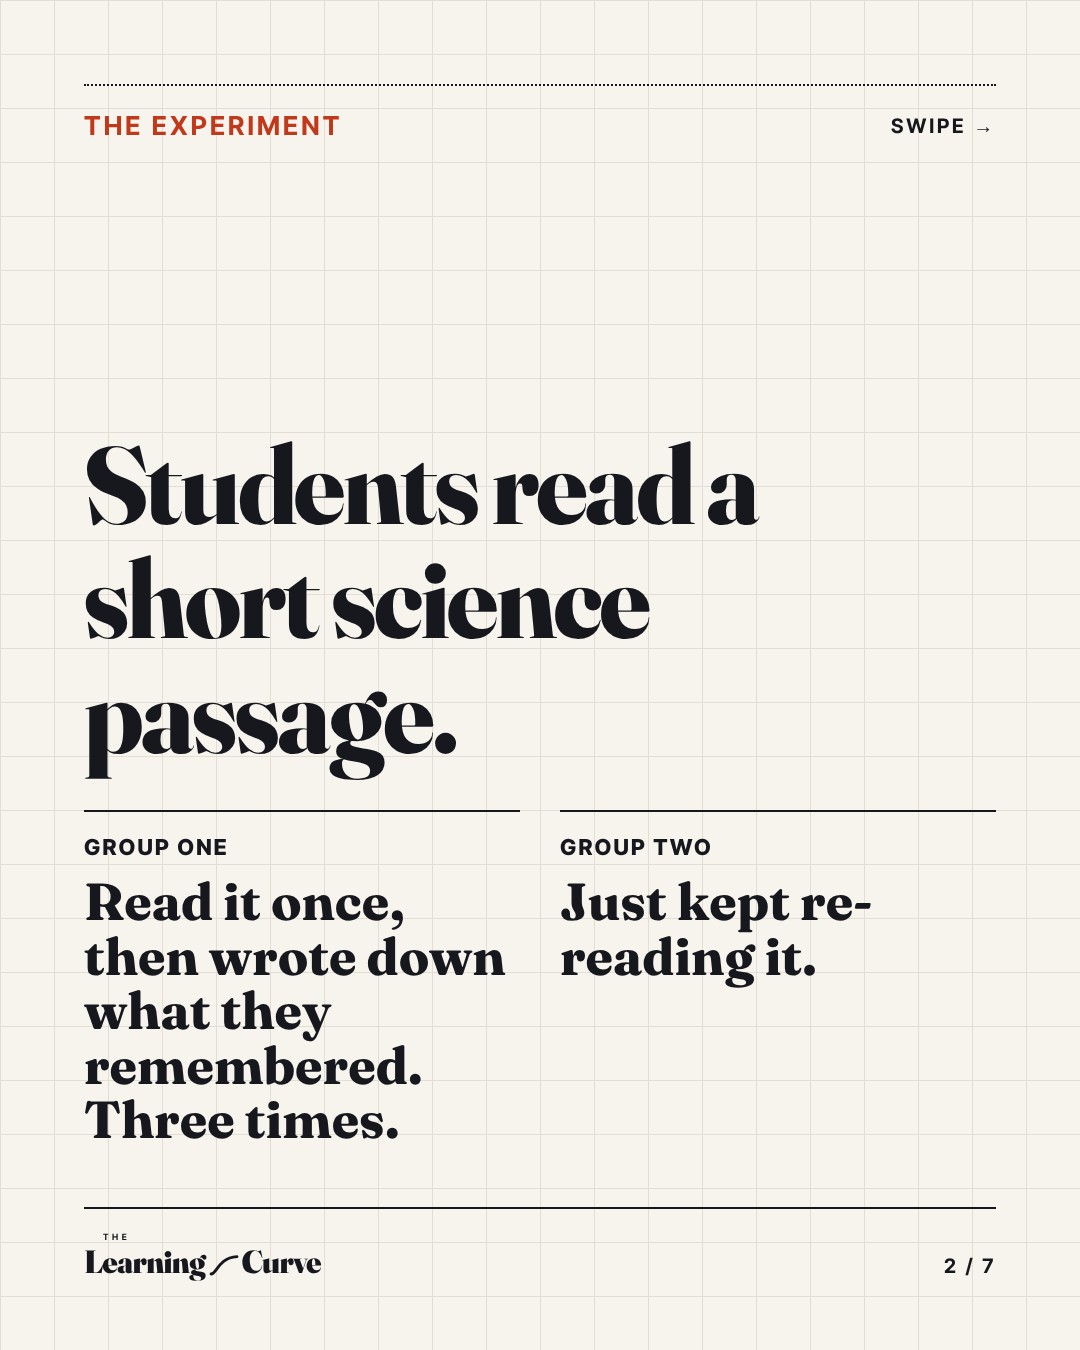 THE EXPERIMENT
SWIPE →
Students read a
short science
passage.
GROUP ONE
Read it once,
then wrote down
what they
remembered.
Three times.
GROUP TWO
Just kept re-
reading it.
THE
Learning Curve
2 / 7